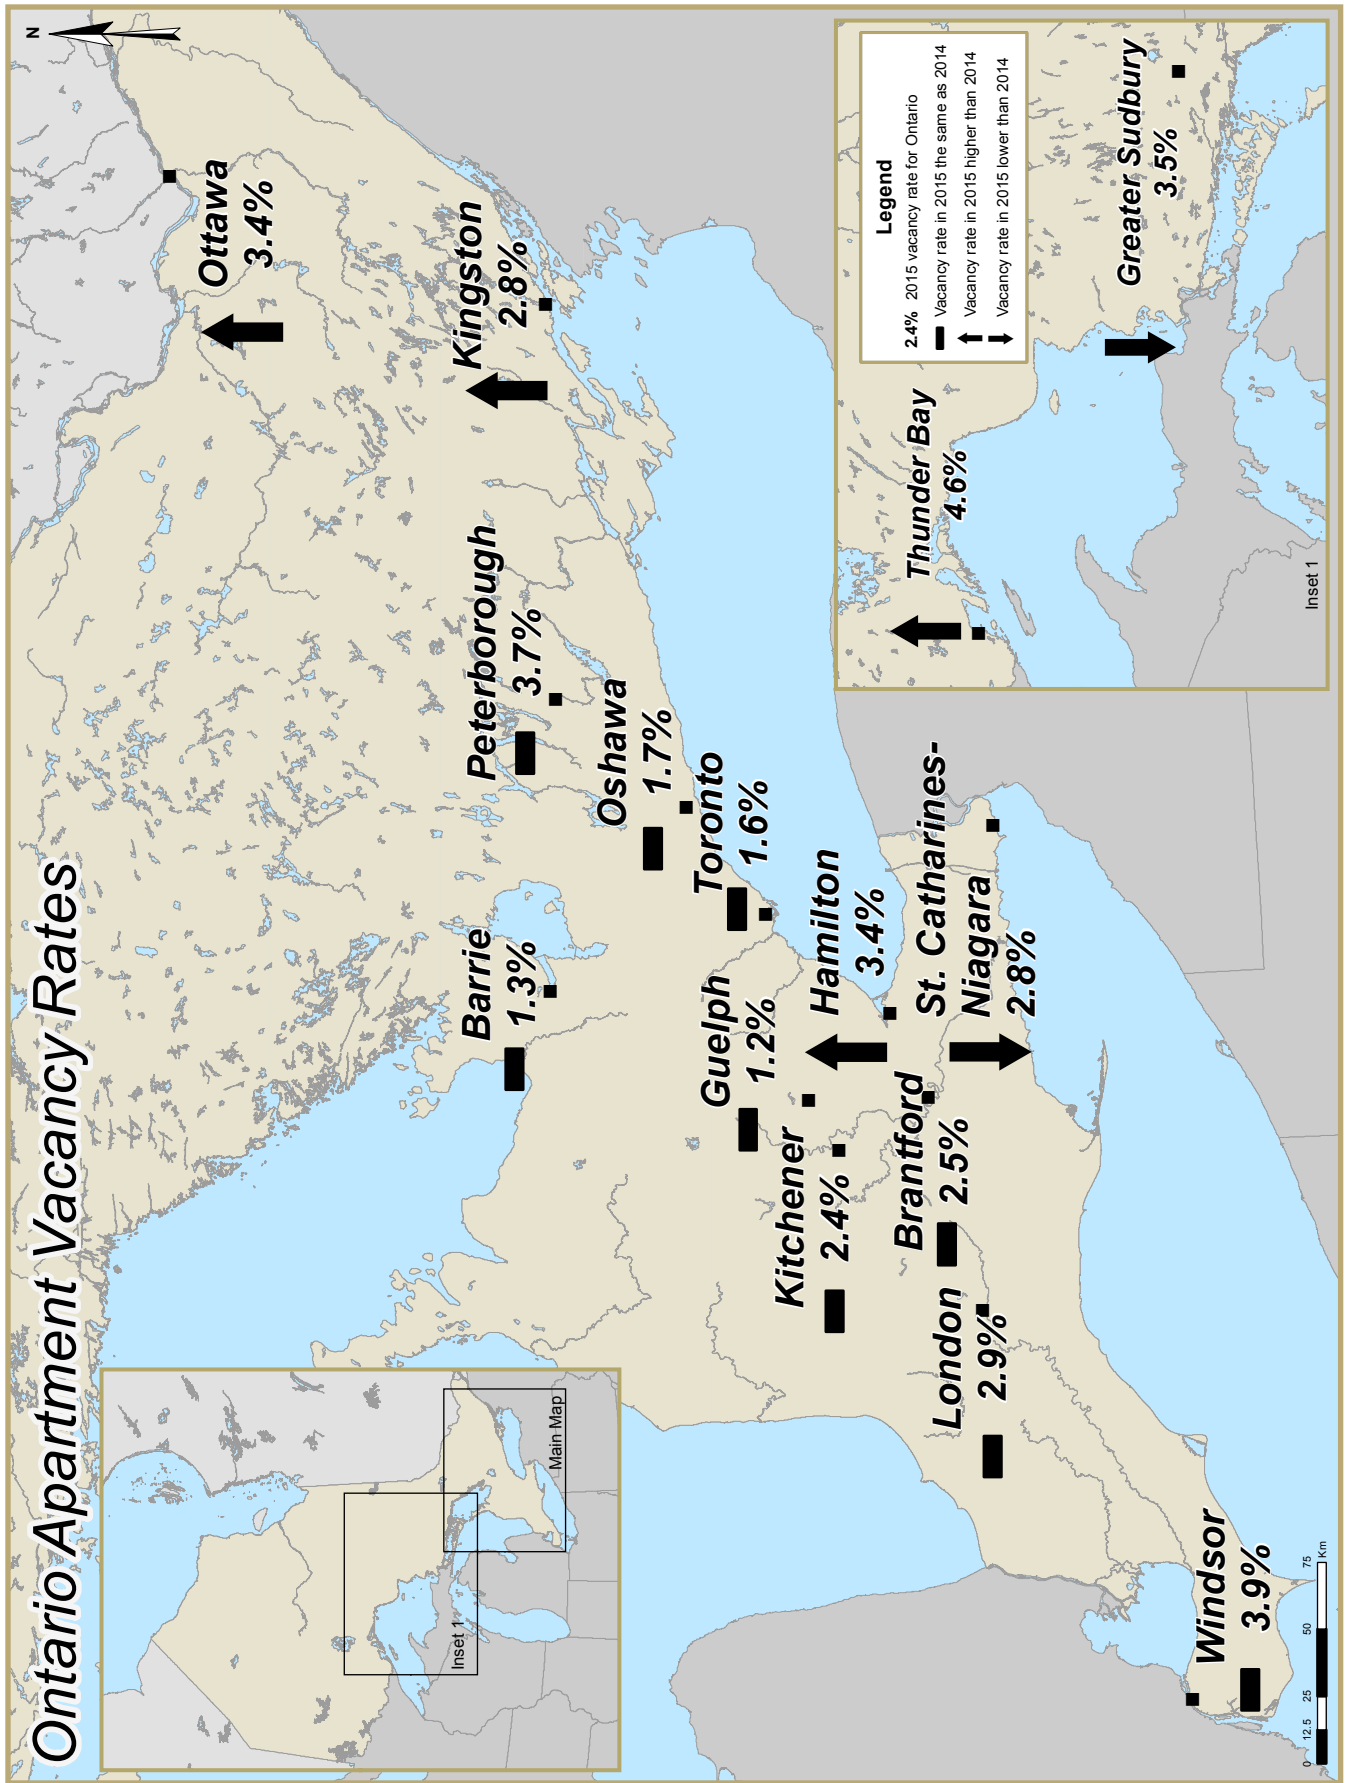 Ontario Apartment Vacancy Rates
N
Ottawa
3.4%
Kingston
2.8%
Peterborough
3.7%
Oshawa
1.7%
Toronto
1.6%
Barrie
1.3%
Guelph
1.2%
Hamilton
3.4%
St. Catharines-
Niagara
2.8%
Kitchener
2.4%
Brantford
2.5%
London
2.9%
Windsor
3.9%
0 12.5 25 50 75
Km
Inset 1
Main Map
Legend
2.4% 2015 vacancy rate for Ontario
Vacancy rate in 2015 the same as 2014
Vacancy rate in 2015 higher than 2014
Vacancy rate in 2015 lower than 2014
Thunder Bay
4.6%
Greater Sudbury
3.5%
Inset 1